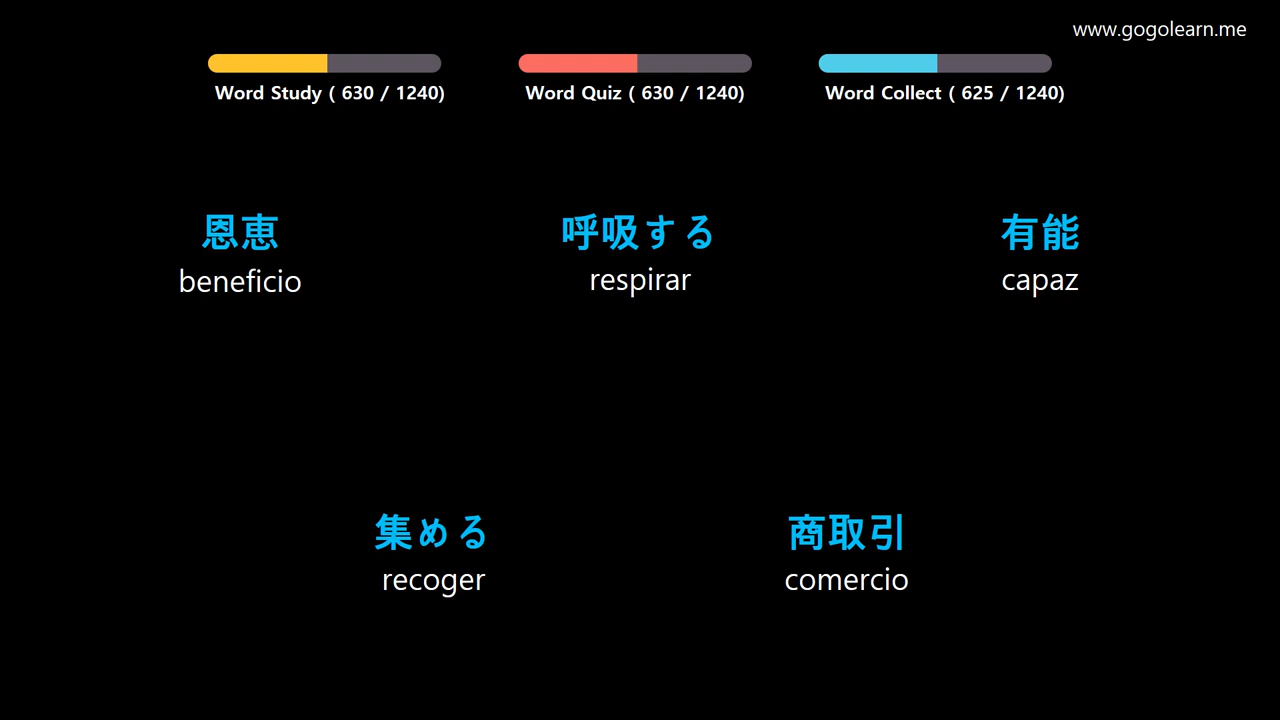 www.gogolearn.me
Word Study ( 630 / 1240)
Word Quiz ( 630 / 1240)
Word Collect ( 625 / 1240)
恩恵
beneficio
呼吸する
respirar
有能
capaz
集める
recoger
商取引
comercio